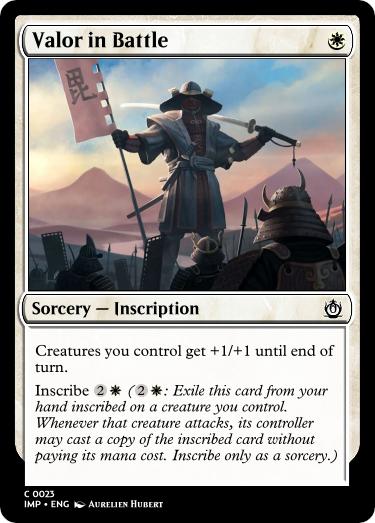 Valor in Battle
毘
Sorcery — Inscription
Creatures you control get +1/+1 until end of
turn.
Inscribe 2 ( 2 : Exile this card from your
hand inscribed on a creature you control.
Whenever that creature attacks, its controller
may cast a copy of the inscribed card without
paying its mana cost. Inscribe only as a sorcery.)
C 0023
IMP • ENG Aurelien Hubert